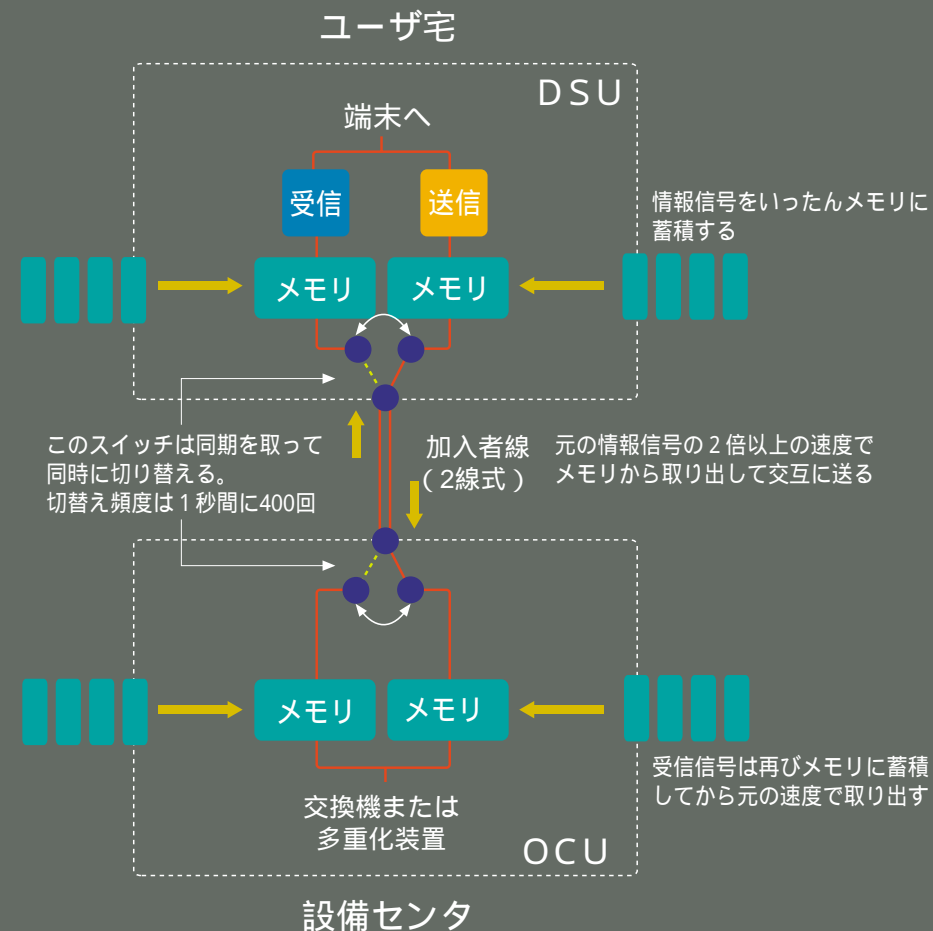 ユーザ宅
DSU
端末へ
受信
送信
情報信号をいったんメモリに
蓄積する
メモリ
メモリ
このスイッチは同期を取って
同時に切り替える。
切替え頻度は1秒間に400回
加入者線
(2線式)
元の情報信号の2倍以上の速度で
メモリから取り出して交互に送る
メモリ
メモリ
受信信号は再びメモリに蓄積
してから元の速度で取り出す
交換機または
多重化装置
OCU
設備センタ